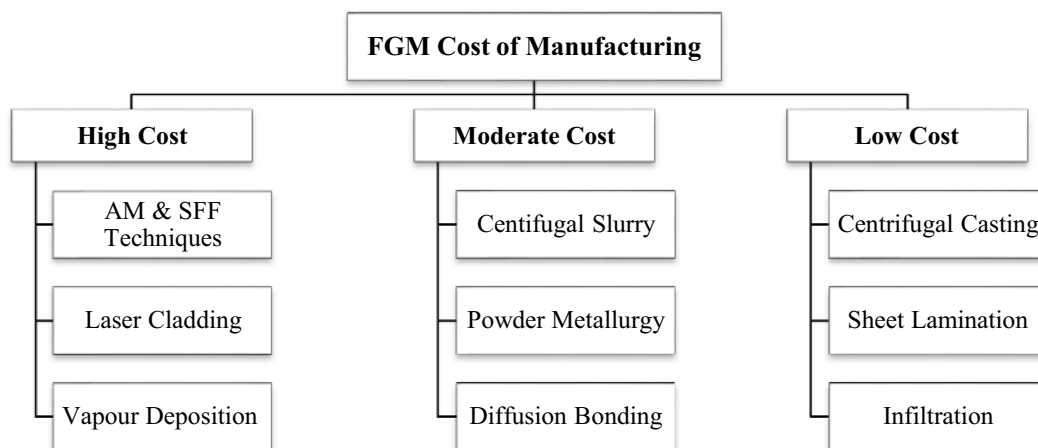 FGM Cost of Manufacturing
High Cost
AM & SFF
Techniques
Laser Cladding
Vapour Deposition
Moderate Cost
Centifugal Slurry
Powder Metallurgy
Diffusion Bonding
Low Cost
Centrifugal Casting
Sheet Lamination
Infiltration